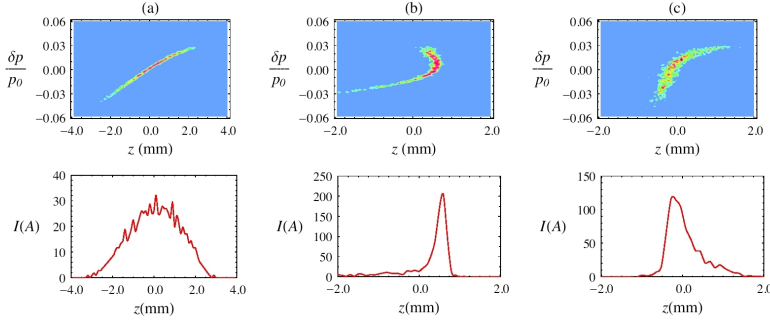 (a) (b) (c)
0.06 0.06 0.06
0.03 0.03 0.03
δp/p0 0.00 δp/p0 0.00 δp/p0 0.00
−0.03 −0.03 −0.03
−0.06 −0.06 −0.06
−4.0 −2.0 0.0 2.0 4.0 −2.0 0.0 2.0 −2.0 0.0 2.0
z (mm) z (mm) z (mm)
40 250 150
30 200
I(A) 20 I(A) 150 I(A) 100
10 100 50
50
0 0 0
−4.0 −2.0 0.0 2.0 4.0 −2.0 0.0 2.0 −2.0 0.0 2.0
z(mm) z(mm) z(mm)